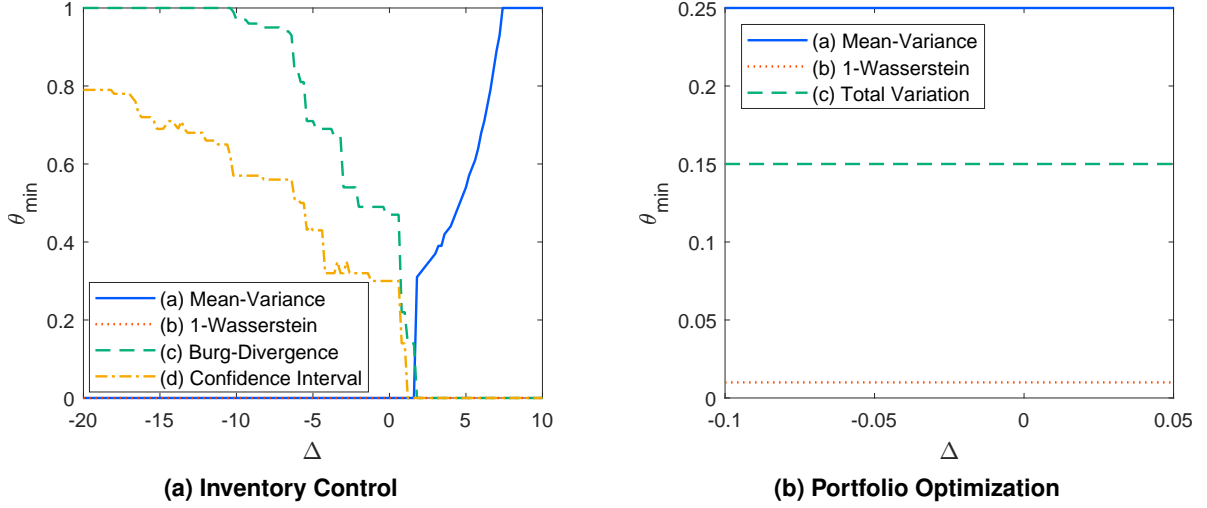 1
0.8
0.6
0.4
0.2
0
θmin
(a) Mean-Variance
(b) 1-Wasserstein
(c) Burg-Divergence
(d) Confidence Interval
-20 -15 -10 -5 0 5 10
Δ
(a) Inventory Control
0.25
0.2
0.15
0.1
0.05
0
θmin
(a) Mean-Variance
(b) 1-Wasserstein
(c) Total Variation
-0.1 -0.05 0 0.05
Δ
(b) Portfolio Optimization